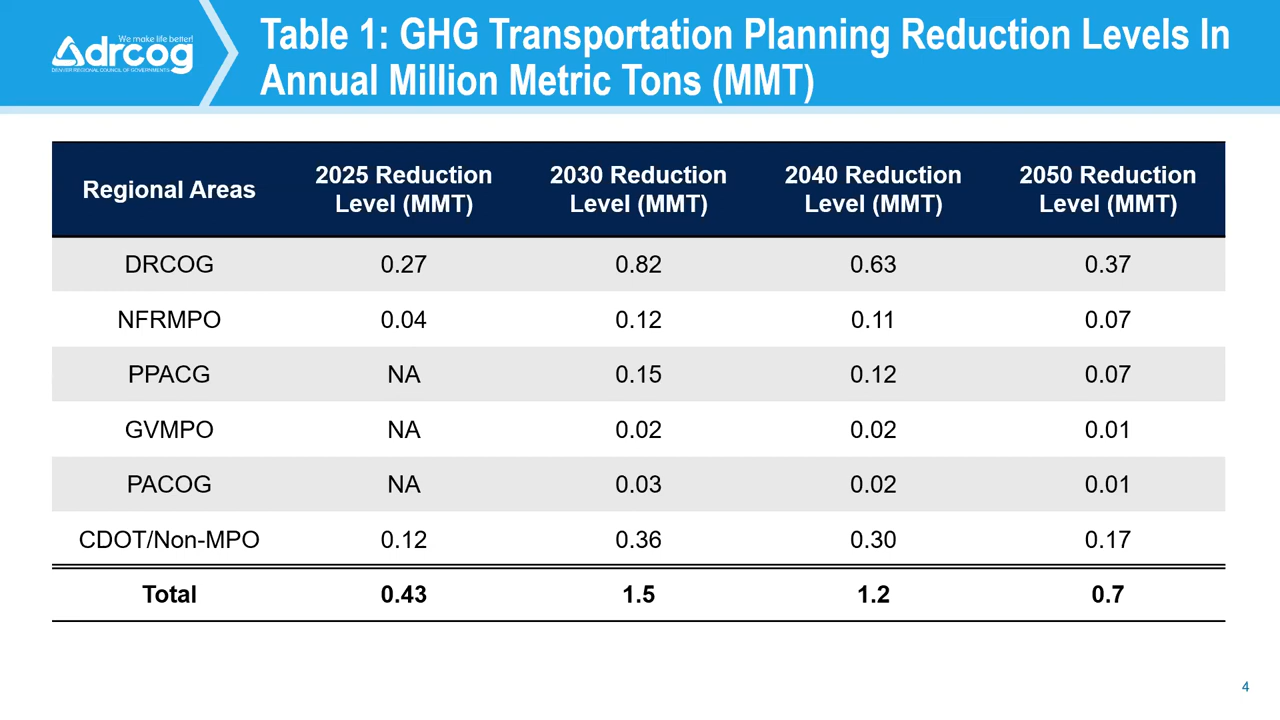 We make life better!
drcog
DENVER REGIONAL COUNCIL OF GOVERNMENTS
Table 1: GHG Transportation Planning Reduction Levels In
Annual Million Metric Tons (MMT)
Regional Areas 2025 Reduction Level (MMT) 2030 Reduction Level (MMT) 2040 Reduction Level (MMT) 2050 Reduction Level (MMT)
DRCOG 0.27 0.82 0.63 0.37
NFRMPO 0.04 0.12 0.11 0.07
PPACG NA 0.15 0.12 0.07
GVMPO NA 0.02 0.02 0.01
PACOG NA 0.03 0.02 0.01
CDOT/Non-MPO 0.12 0.36 0.30 0.17
Total 0.43 1.5 1.2 0.7
4